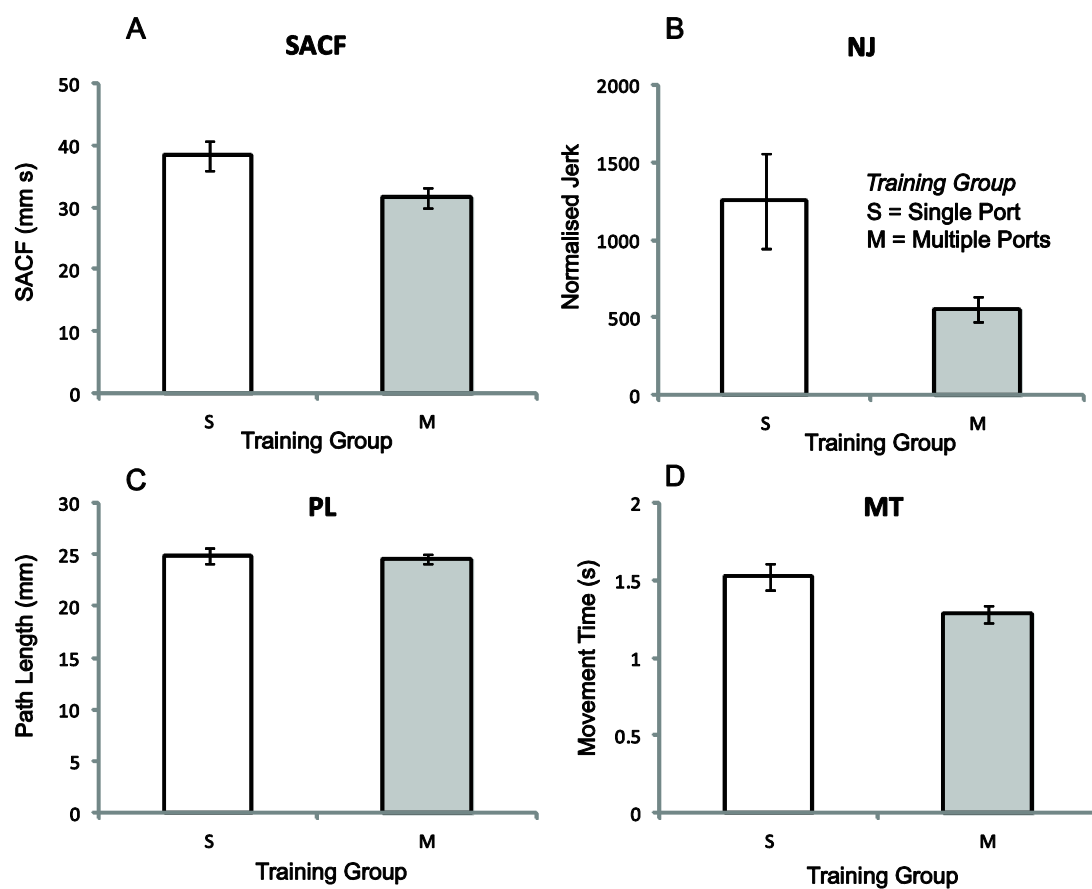 A
SACF
50
40
30
20
10
0
SACF (mm s)
S
M
Training Group
B
NJ
2000
1500
1000
500
0
Normalised Jerk
Training Group
S = Single Port
M = Multiple Ports
S
M
Training Group
C
PL
30
25
20
15
10
5
0
Path Length (mm)
S
M
Training Group
D
MT
2
1.5
1
0.5
0
Movement Time (s)
S
M
Training Group